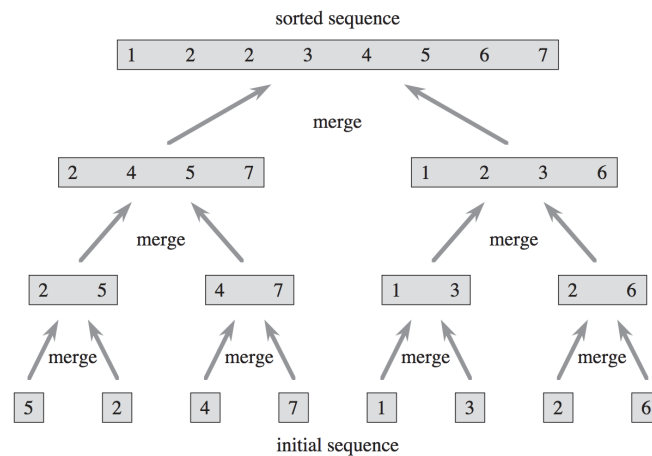 sorted sequence
1 2 2 3 4 5 6 7
merge
2 4 5 7 1 2 3 6
merge merge
2 5 4 7 1 3 2 6
merge merge merge merge
5 2 4 7 1 3 2 6
initial sequence